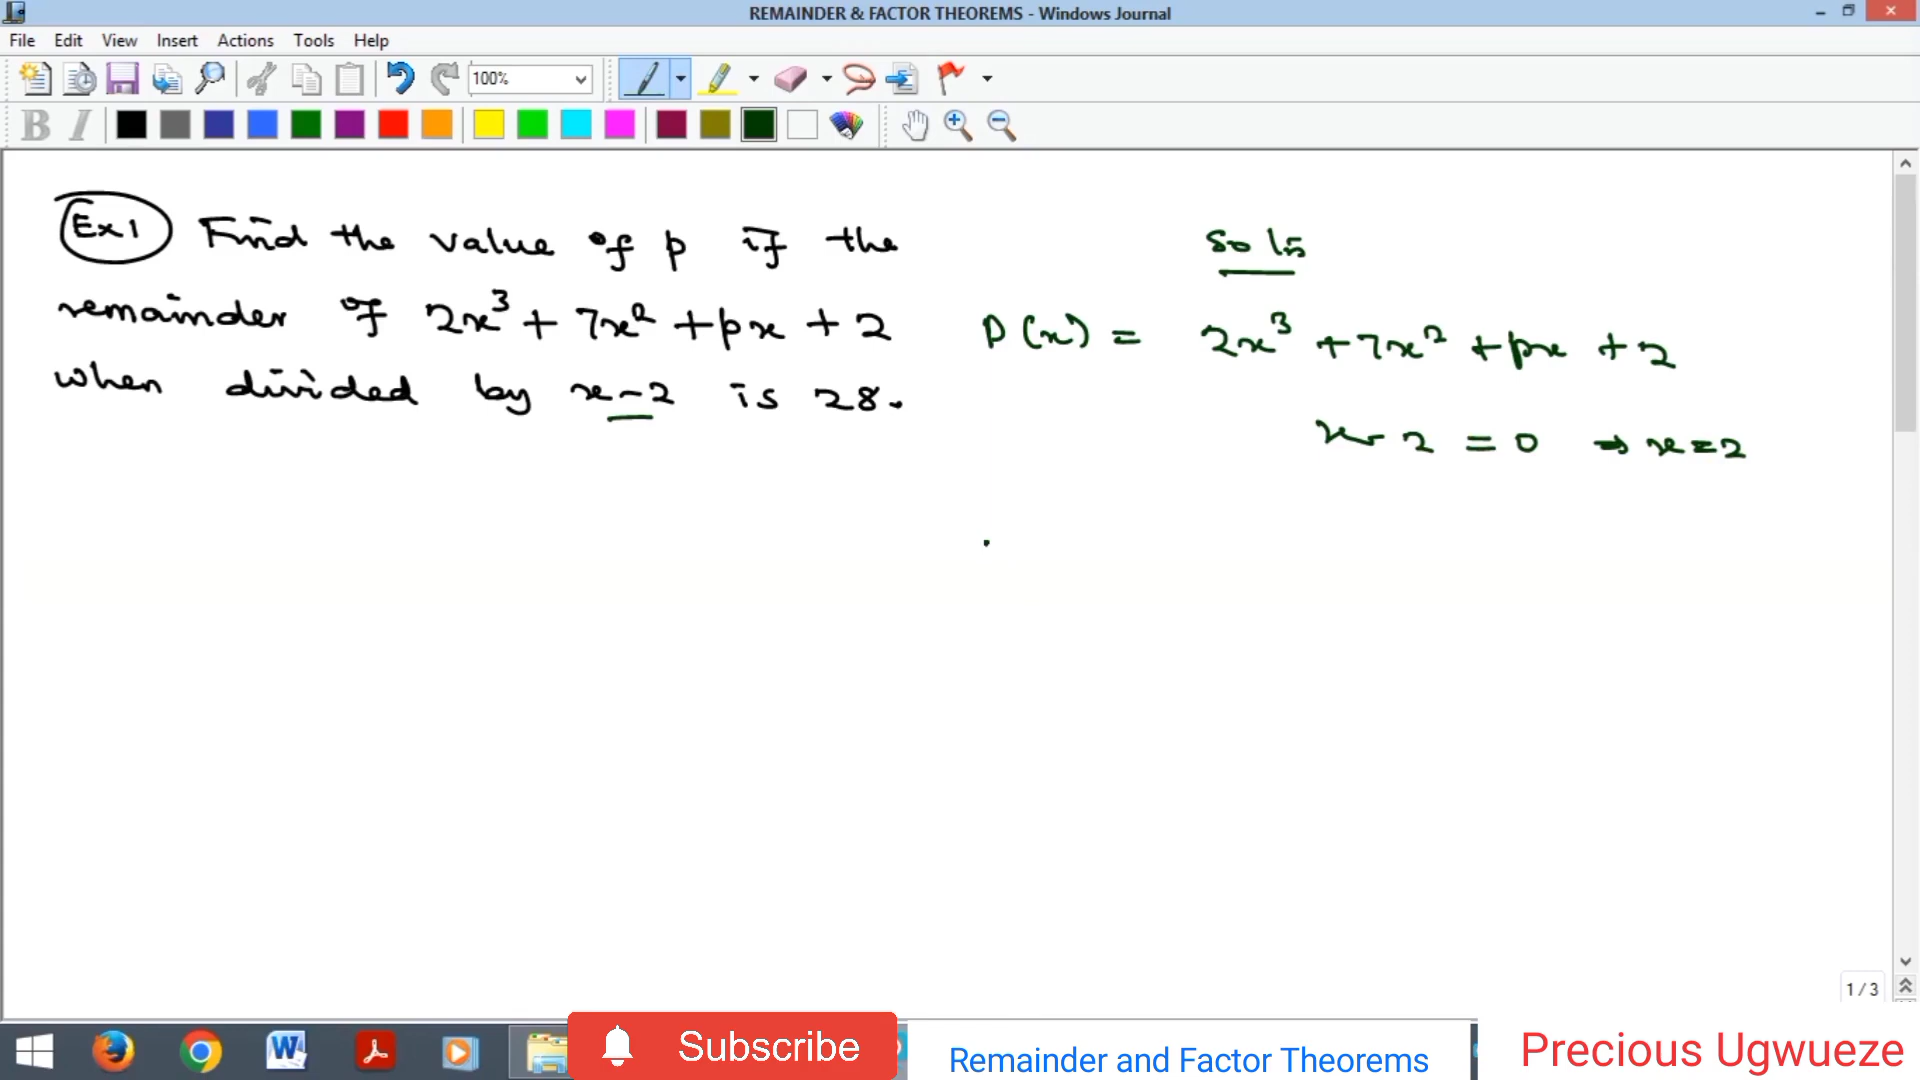 REMAINDER & FACTOR THEOREMS - Windows Journal
File Edit View Insert Actions Tools Help
100%
B I
Ex1 Find the value of p if the
remainder of 2x³ + 7x² + px + 2
when divided by x-2 is 28.
Soln
P(x) = 2x³ + 7x² + px + 2
x-2 = 0 ⇒ x=2
1 / 3
Subscribe
Remainder and Factor Theorems
Precious Ugwueze